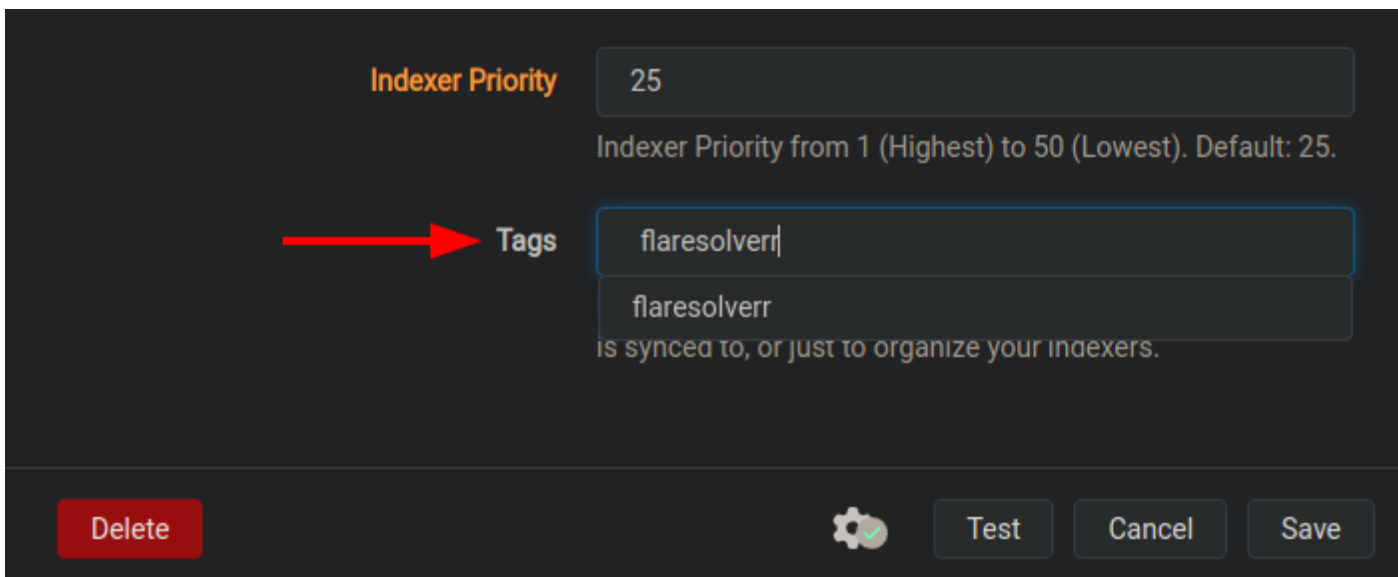 Indexer Priority
25
Indexer Priority from 1 (Highest) to 50 (Lowest). Default: 25.
Tags
flaresolverr
flaresolverr
is synced to, or just to organize your indexers.
Delete
Test
Cancel
Save